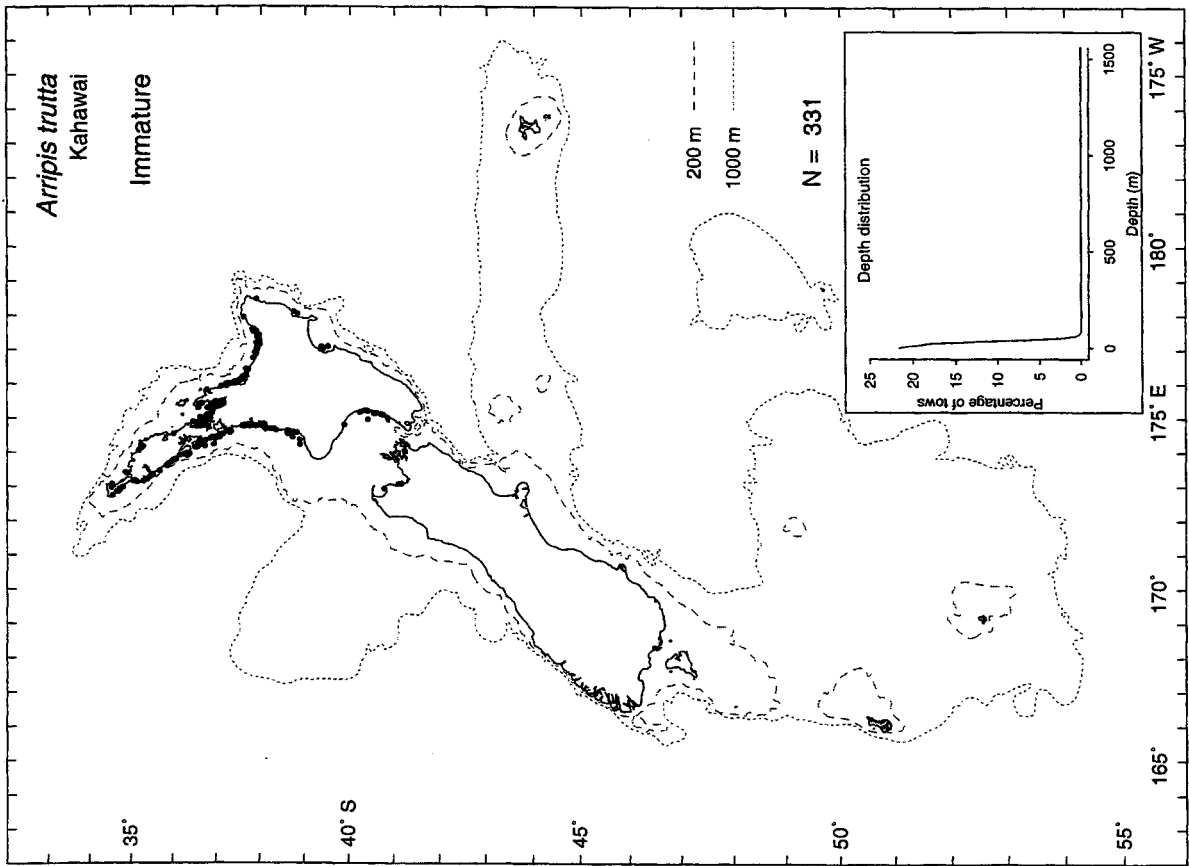 Arripis trutta
Kahawai
Immature
35°
40° S
45°
50°
55°
165°
170°
175° E
180°
175° W
200 m
1000 m
N = 331
Depth distribution
Percentage of tows
25
20
15
10
5
0
0
500
1000
1500
Depth (m)